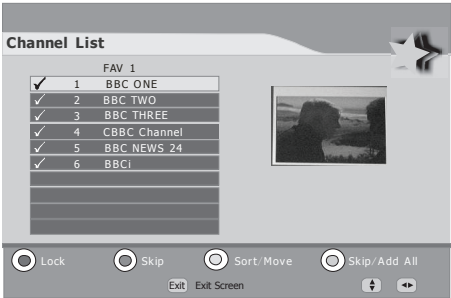 Channel List
FAV 1
1 BBC ONE
2 BBC TWO
3 BBC THREE
4 CBBC Channel
5 BBC NEWS 24
6 BBCi
Lock Skip Sort/Move Skip/Add All
Exit Exit Screen